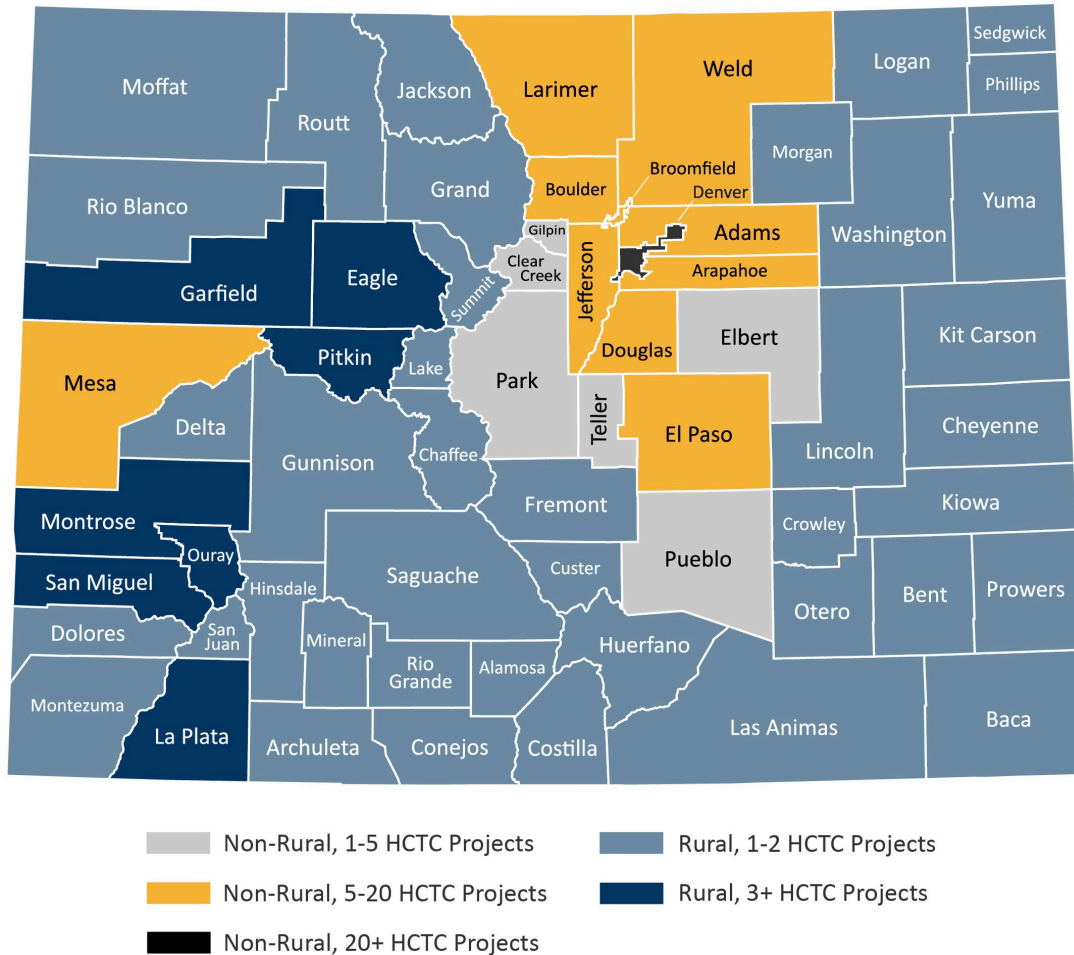 Sedgwick
Logan
Weld
Phillips
Moffat
Larimer
Jackson
Routt
Morgan
Broomfield
Boulder
Grand
Denver
Yuma
Rio Blanco
Gilpin
Adams
Washington
Clear
Creek
Arapahoe
Eagle
Jefferson
Garfield
Summit
Kit Carson
Elbert
Douglas
Pitkin
Lake
Park
Mesa
Teller
Delta
El Paso
Cheyenne
Gunnison
Chaffee
Lincoln
Fremont
Kiowa
Montrose
Crowley
Ouray
Pueblo
San Miguel
Saguache
Custer
Hinsdale
Bent
Prowers
Otero
Dolores
San
Juan
Mineral
Huerfano
Rio
Grande
Alamosa
Montezuma
Baca
Las Animas
La Plata
Archuleta
Conejos
Costilla
Non-Rural, 1-5 HCTC Projects
Rural, 1-2 HCTC Projects
Non-Rural, 5-20 HCTC Projects
Rural, 3+ HCTC Projects
Non-Rural, 20+ HCTC Projects